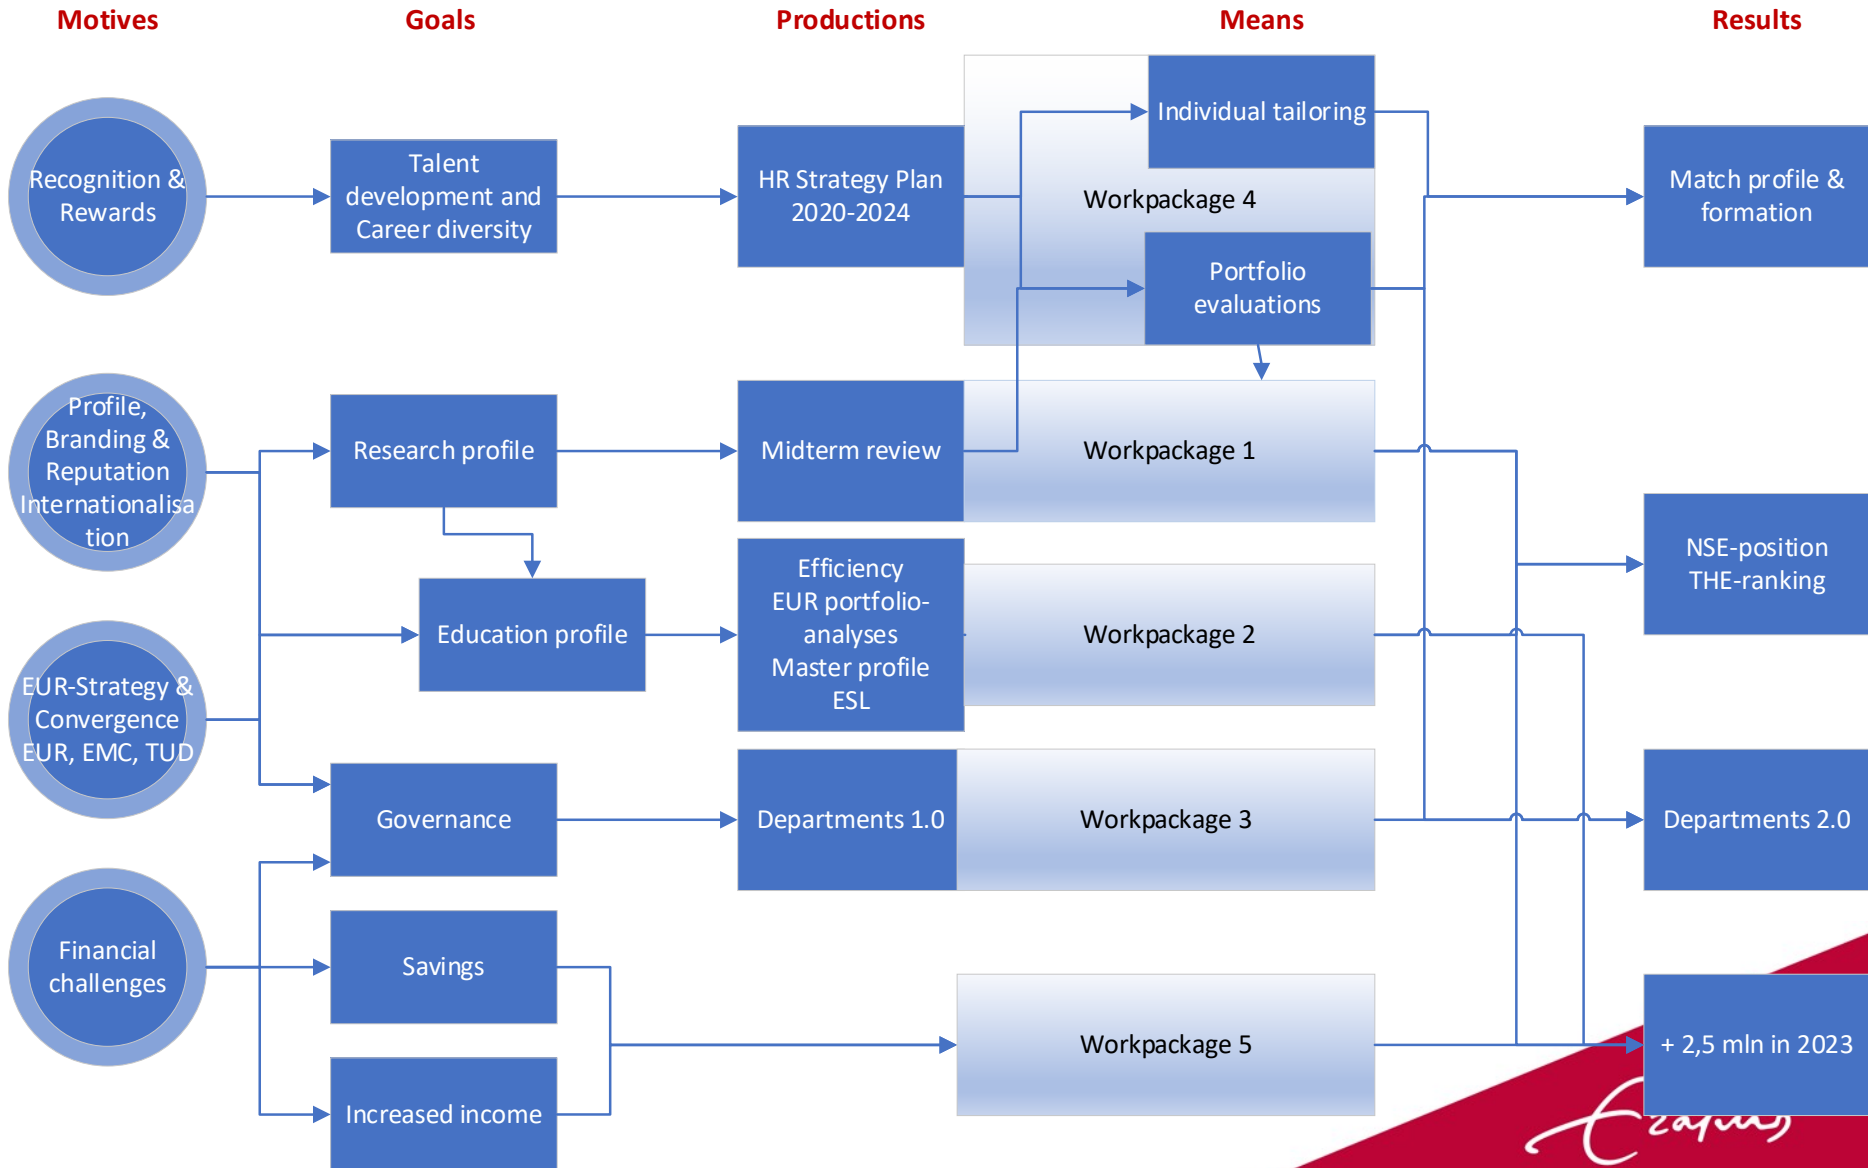 Motives
Goals
Productions
Means
Results
Recognition &
Rewards
Talent
development and
Career diversity
HR Strategy Plan
2020-2024
Individual tailoring
Workpackage 4
Portfolio
evaluations
Match profile &
formation
Profile,
Branding &
Reputation
Internationalisa
tion
Research profile
Midterm review
Workpackage 1
NSE-position
THE-ranking
Education profile
Efficiency
EUR portfolio-
analyses
Master profile
ESL
Workpackage 2
EUR-Strategy &
Convergence
EUR, EMC, TUD
Governance
Departments 1.0
Workpackage 3
Departments 2.0
Financial
challenges
Savings
Increased income
Workpackage 5
+ 2,5 mln in 2023
Erasmus